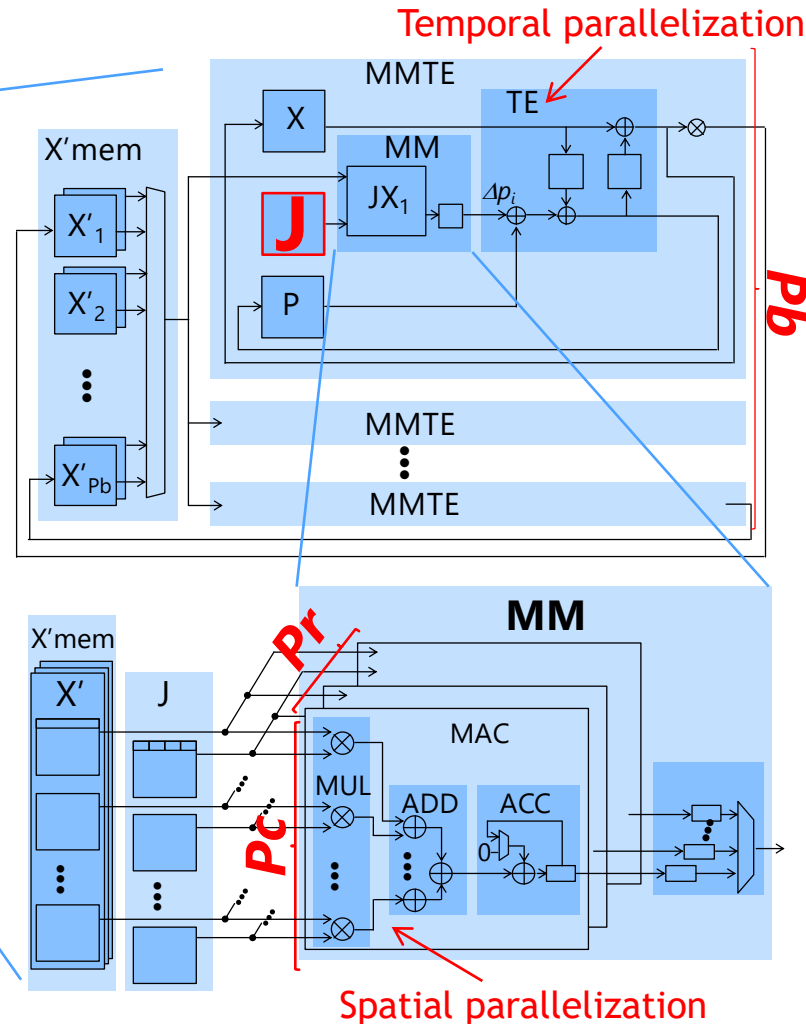 Temporal parallelization
MMTE
TE
X
X'mem
MM
X'1
JX1
Δpi
J
X'2
P
Pb
MMTE
X'Pb
MMTE
MM
X'mem
Pr
X'
J
MAC
MUL
ADD
ACC
Pc
0
Spatial parallelization